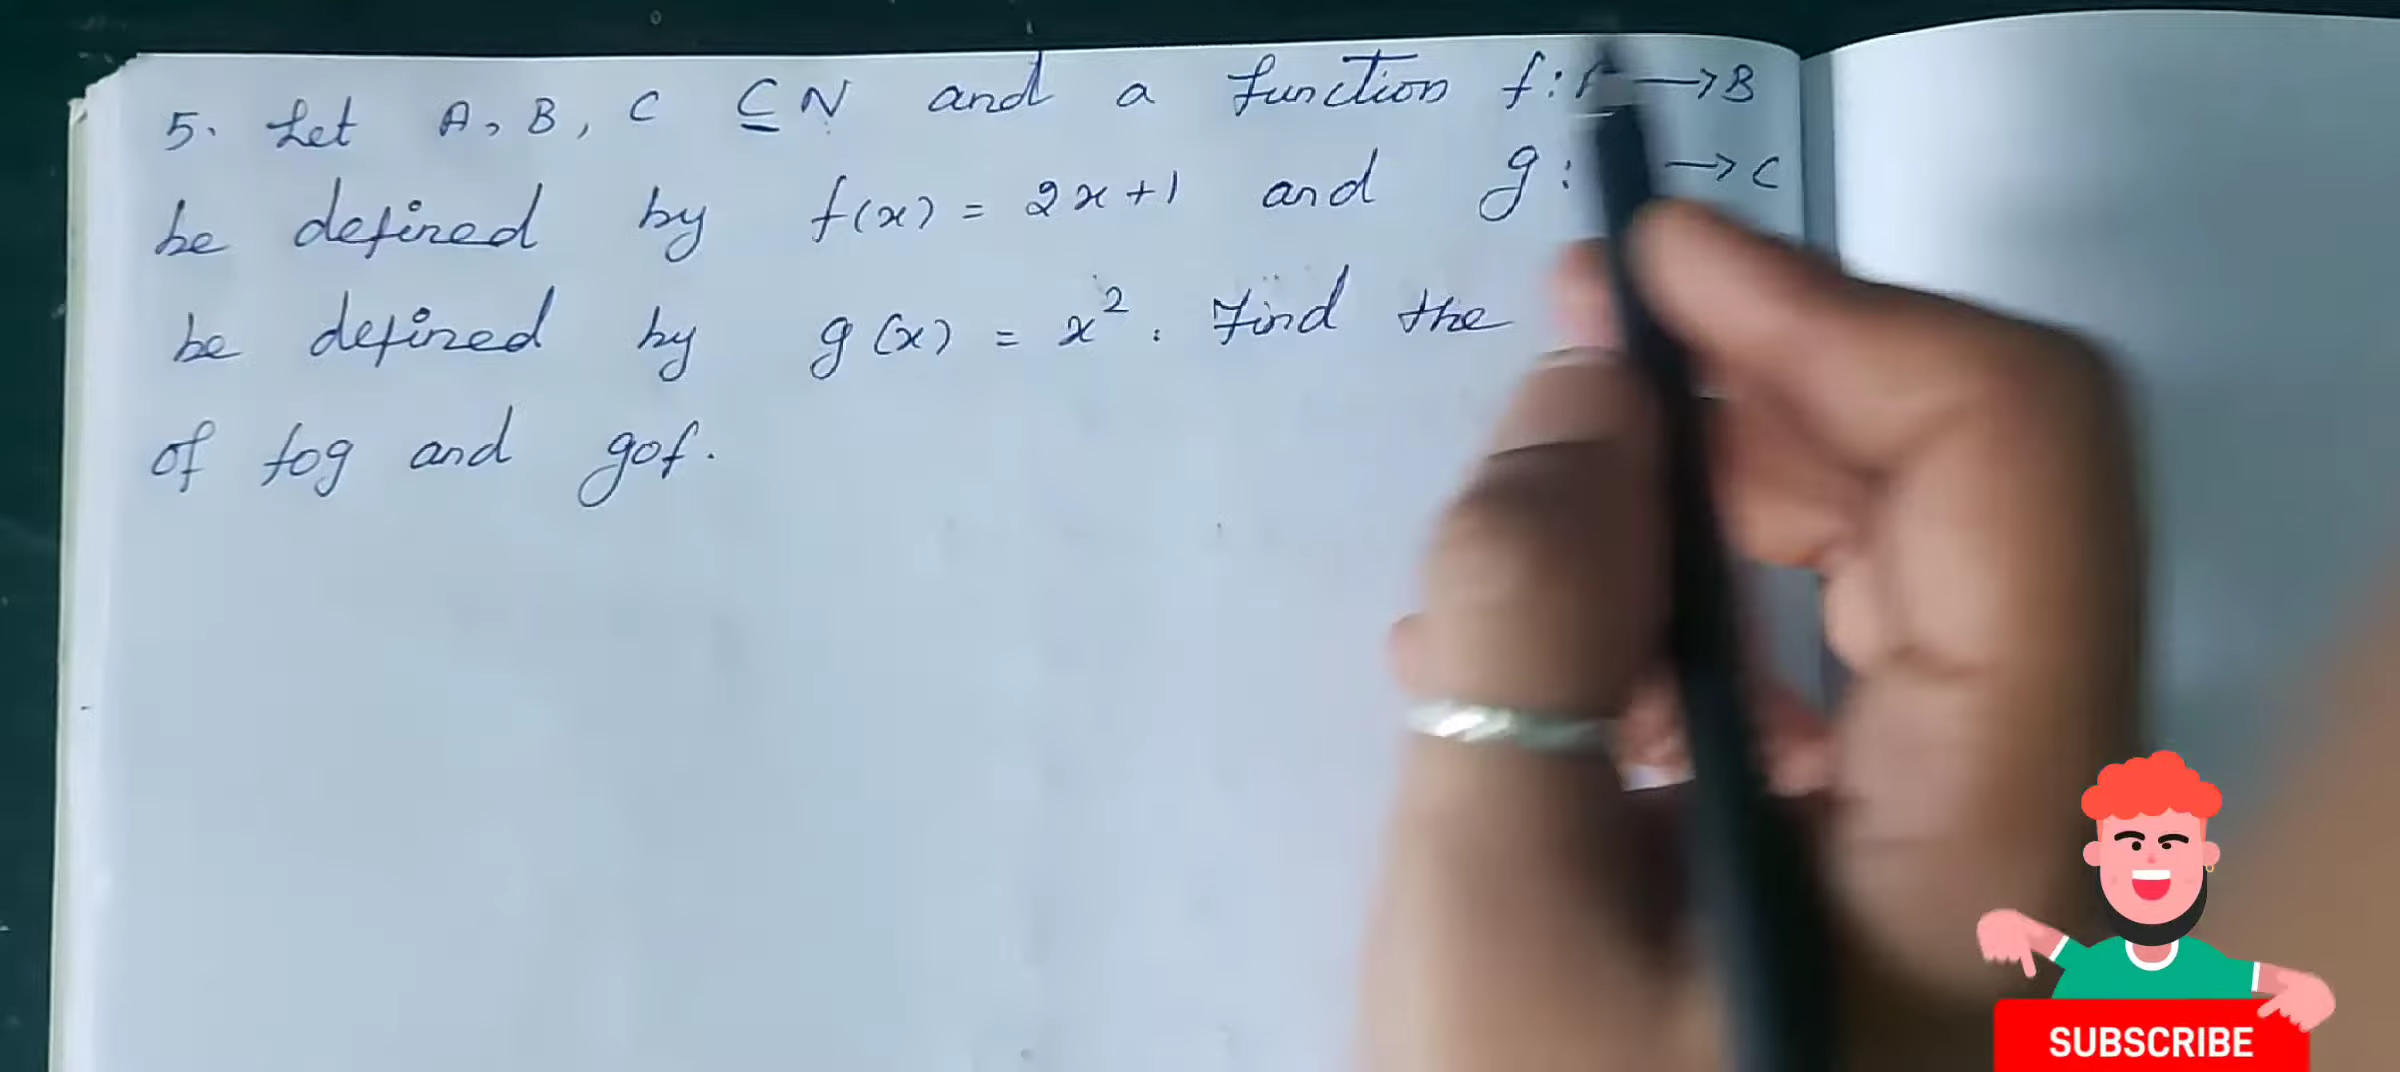 5. Let A, B, C ⊆ N and a function f: A → B
be defined by f(x) = 2x+1 and g: → C
be defined by g(x) = x². Find the
of fog and gof.
SUBSCRIBE